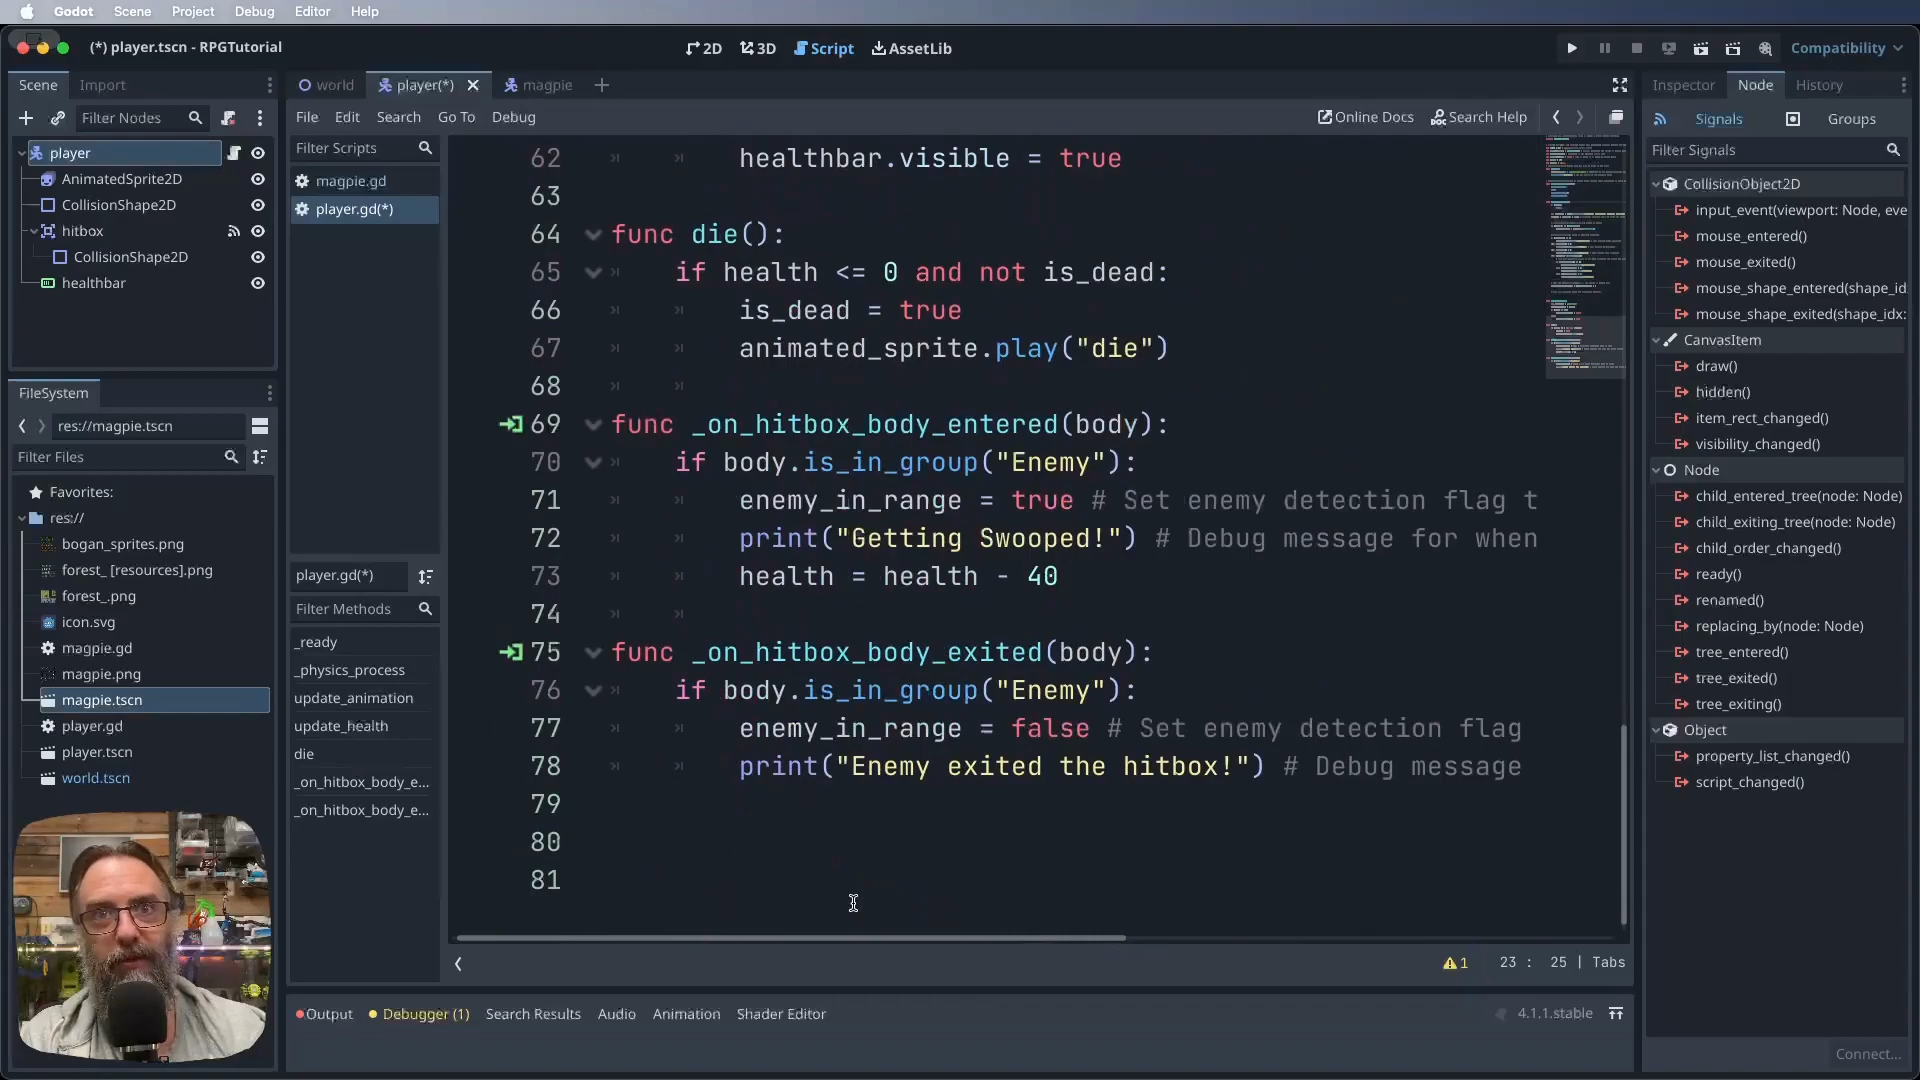 Godot Scene Project Debug Editor Help
(*) player.tscn - RPGTutorial
2D 3D Script AssetLib
Compatibility
Scene Import
Filter Nodes
player
AnimatedSprite2D
CollisionShape2D
hitbox
CollisionShape2D
healthbar
FileSystem
res://magpie.tscn
Filter Files
Favorites:
res://
bogan_sprites.png
forest_ [resources].png
forest_.png
icon.svg
magpie.gd
magpie.png
magpie.tscn
player.gd
player.tscn
world.tscn
world player(*) magpie
File Edit Search Go To Debug
Online Docs Search Help
Filter Scripts
magpie.gd
player.gd(*)
player.gd(*)
Filter Methods
_ready
_physics_process
update_animation
update_health
die
_on_hitbox_body_e...
_on_hitbox_body_e...
62 healthbar.visible = true
63
64 func die():
65 if health <= 0 and not is_dead:
66 is_dead = true
67 animated_sprite.play("die")
68
69 func _on_hitbox_body_entered(body):
70 if body.is_in_group("Enemy"):
71 enemy_in_range = true # Set enemy detection flag t
72 print("Getting Swooped!") # Debug message for when
73 health = health - 40
74
75 func _on_hitbox_body_exited(body):
76 if body.is_in_group("Enemy"):
77 enemy_in_range = false # Set enemy detection flag
78 print("Enemy exited the hitbox!") # Debug message
79
80
81
1 23 : 25 | Tabs
Output Debugger (1) Search Results Audio Animation Shader Editor
4.1.1.stable
Inspector Node History
Signals Groups
Filter Signals
CollisionObject2D
input_event(viewport: Node, eve
mouse_entered()
mouse_exited()
mouse_shape_entered(shape_id
mouse_shape_exited(shape_idx:
CanvasItem
draw()
hidden()
item_rect_changed()
visibility_changed()
Node
child_entered_tree(node: Node)
child_exiting_tree(node: Node)
child_order_changed()
ready()
renamed()
replacing_by(node: Node)
tree_entered()
tree_exited()
tree_exiting()
Object
property_list_changed()
script_changed()
Connect...